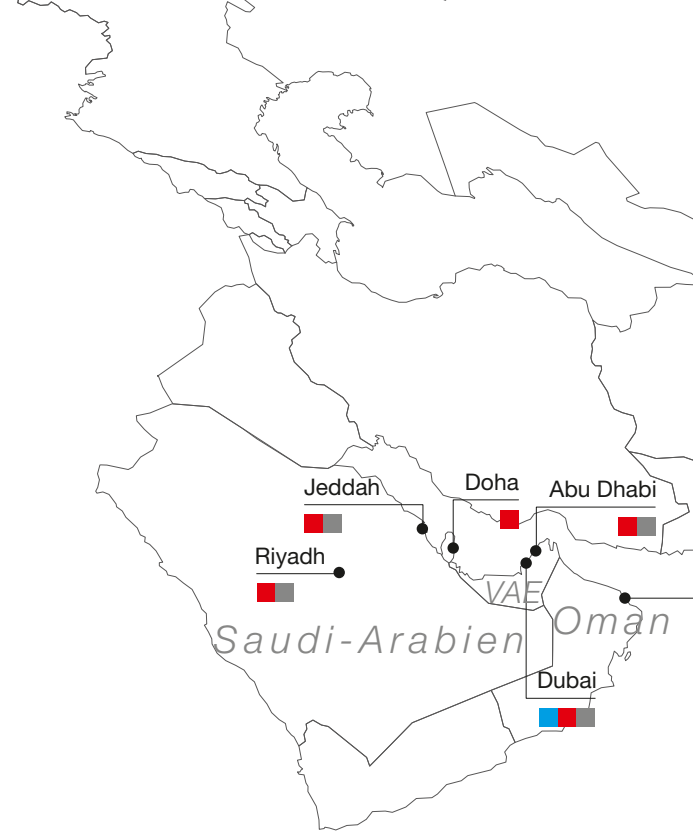 Jeddah
Doha
Abu Dhabi
Riyadh
VAE
Oman
Saudi-Arabien
Dubai